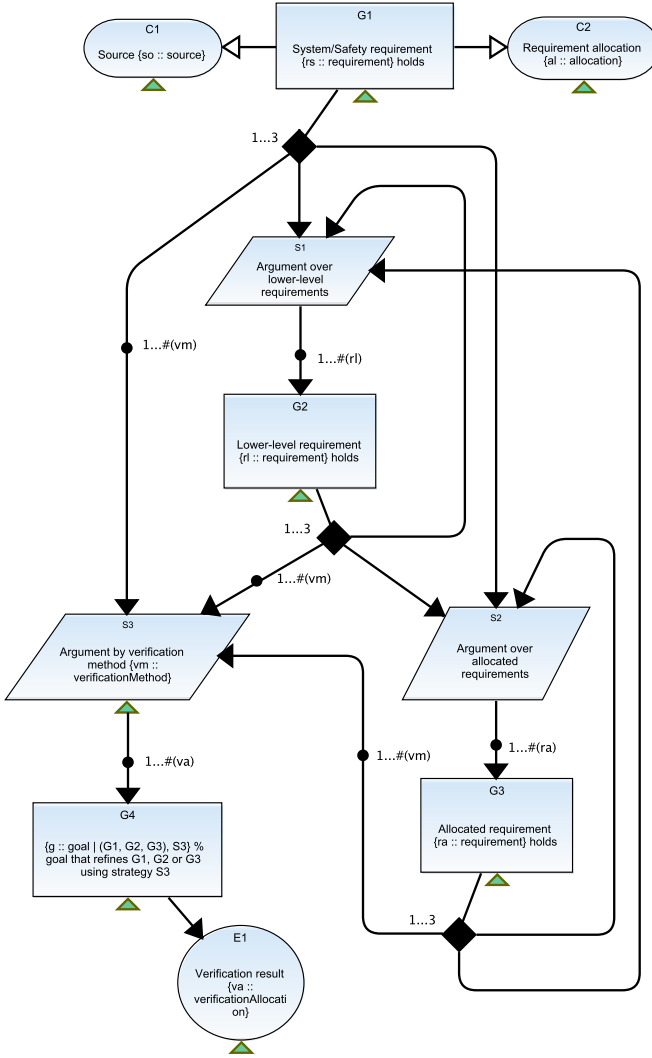 C1
Source {so :: source}
G1
System/Safety requirement
{rs :: requirement} holds
C2
Requirement allocation
{al :: allocation}
1...3
S1
Argument over
lower-level
requirements
1...#(vm)
1...#(rl)
G2
Lower-level requirement
{rl :: requirement} holds
1...3
1...#(vm)
S3
Argument by verification
method {vm ::
verificationMethod}
S2
Argument over
allocated
requirements
1...#(va)
1...#(vm)
1...#(ra)
G4
{g :: goal | (G1, G2, G3), S3} %
goal that refines G1, G2 or G3
using strategy S3
G3
Allocated requirement
{ra :: requirement} holds
1...3
E1
Verification result
{va ::
verificationAllocati
on}